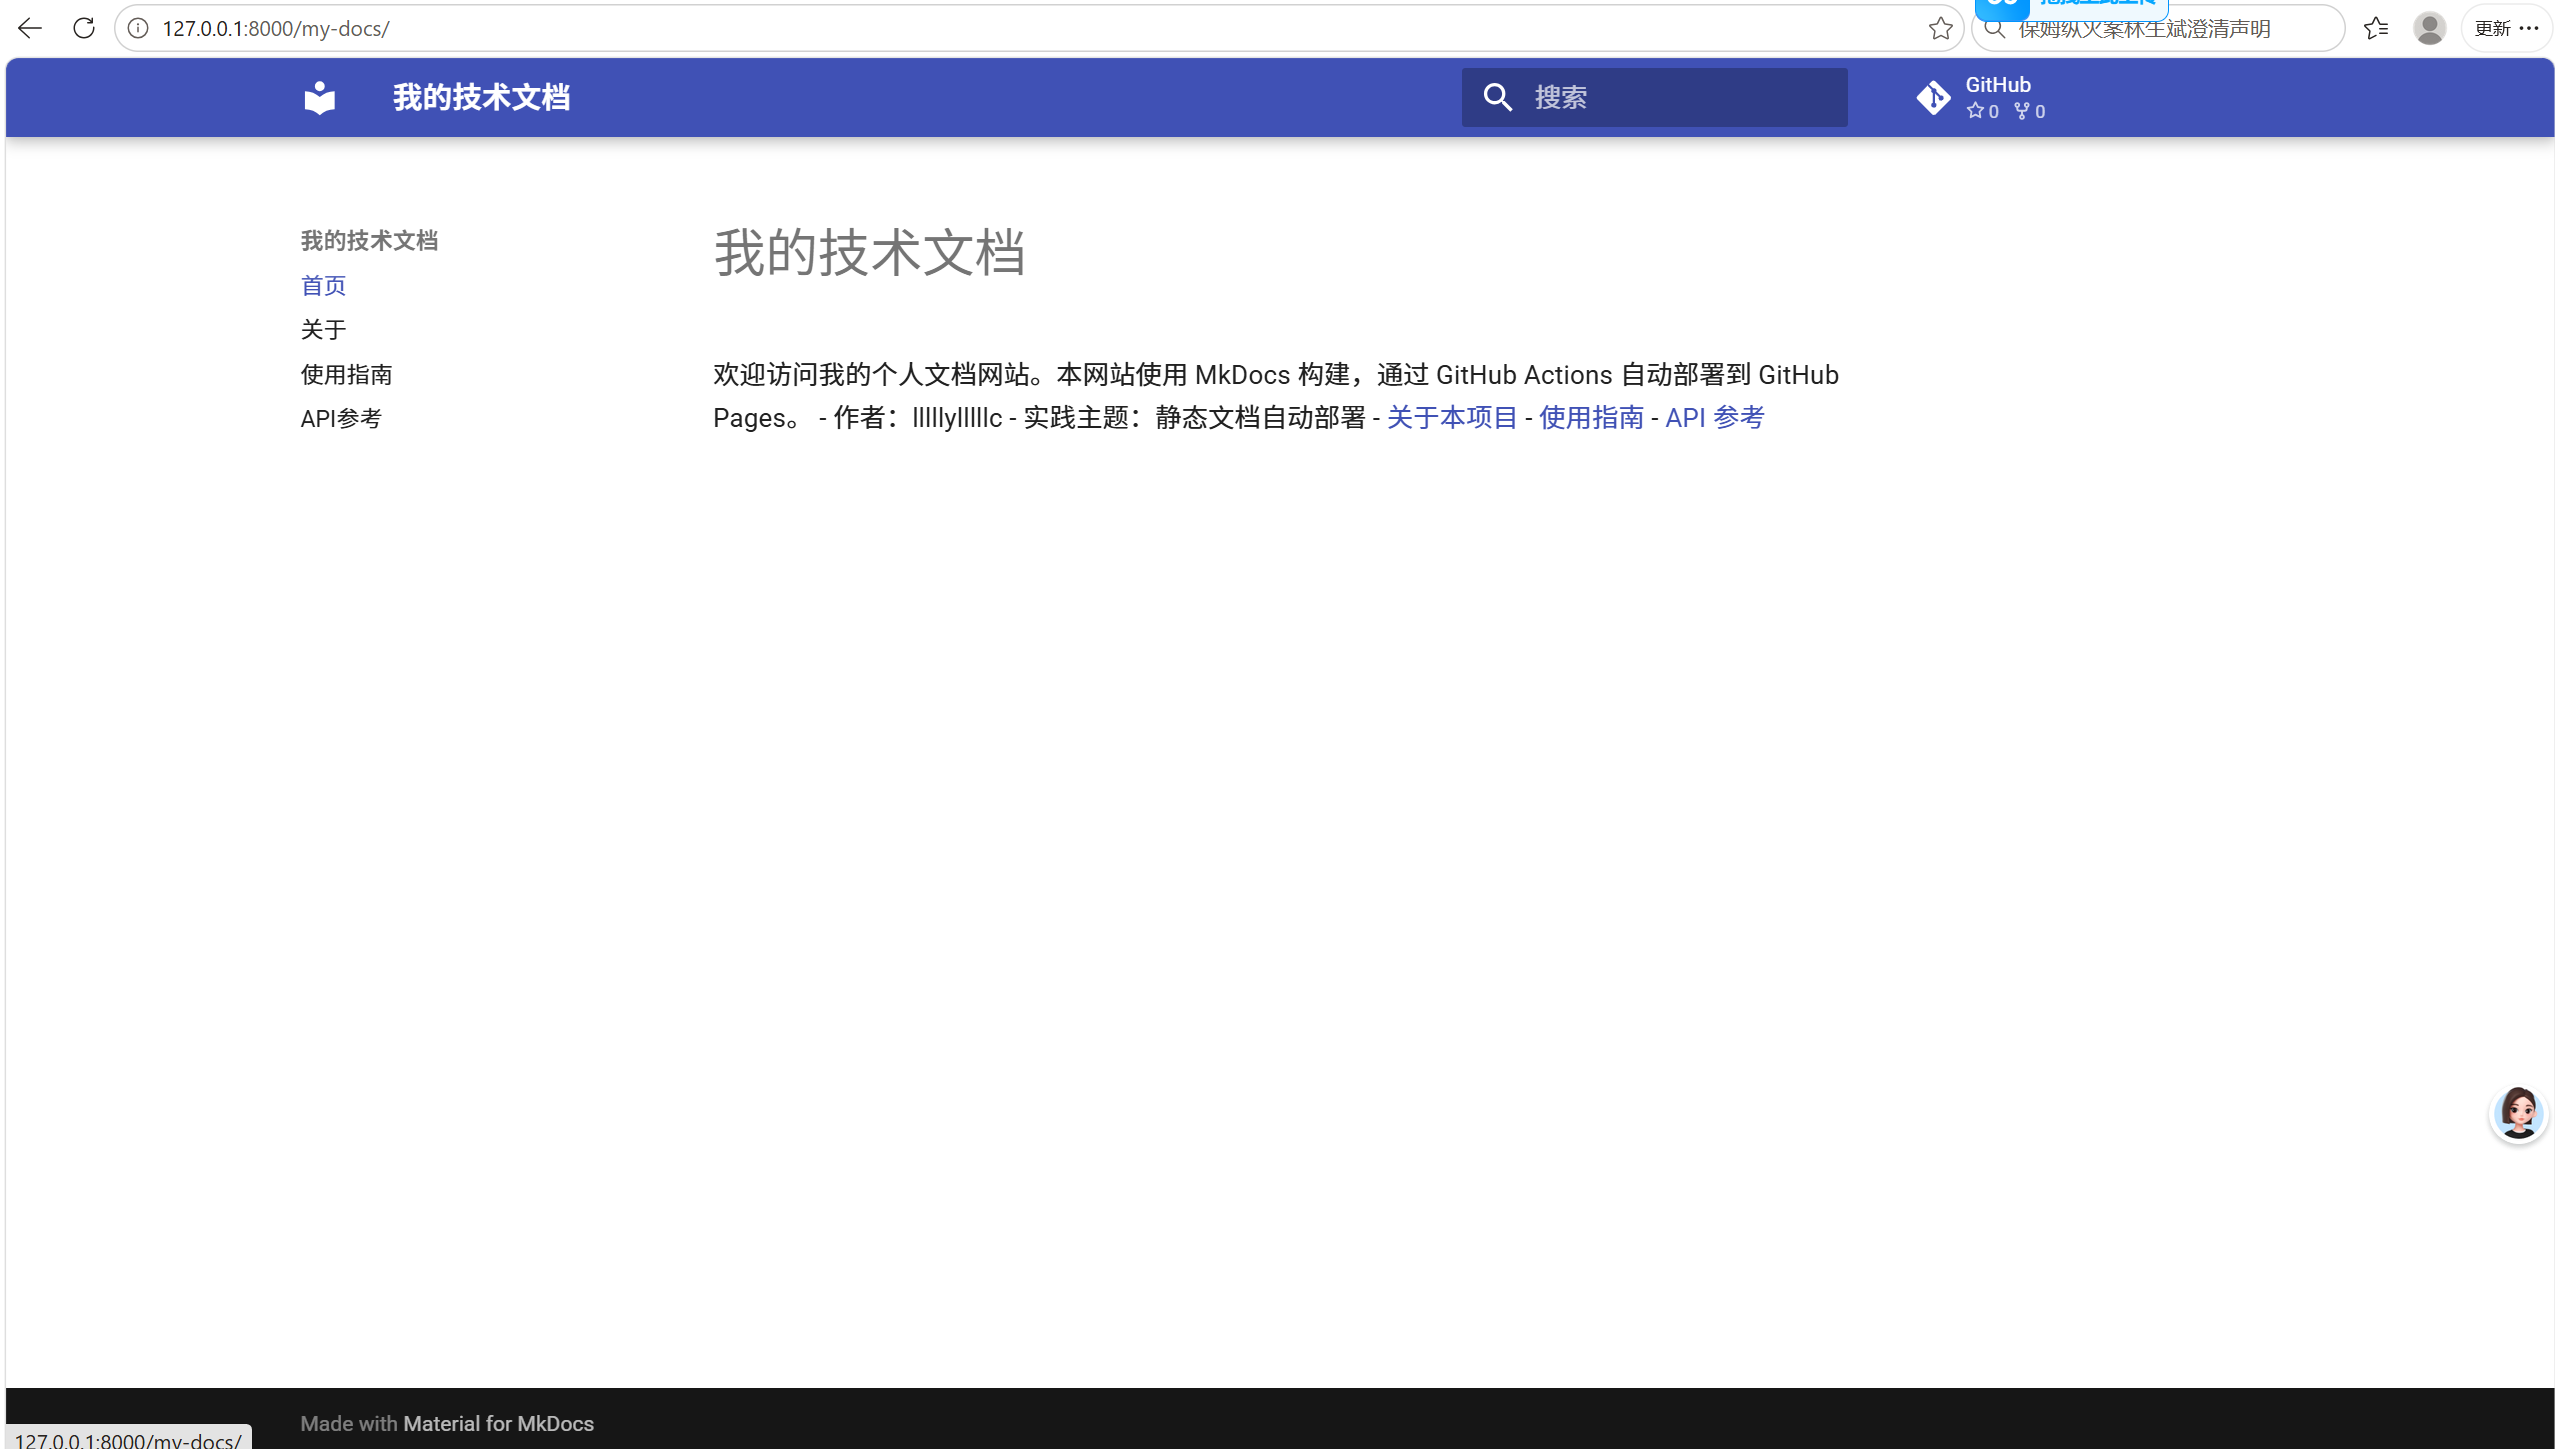 127.0.0.1:8000/my-docs/
保姆纵火案林生斌澄清声明
更新
我的技术文档
搜索
GitHub
0 0
我的技术文档
首页
关于
使用指南
API参考
我的技术文档
欢迎访问我的个人文档网站。本网站使用 MkDocs 构建，通过 GitHub Actions 自动部署到 GitHub
Pages。 - 作者：lllllylllllc - 实践主题：静态文档自动部署 - 关于本项目 - 使用指南 - API 参考
Made with Material for MkDocs
127.0.0.1:8000/my-docs/